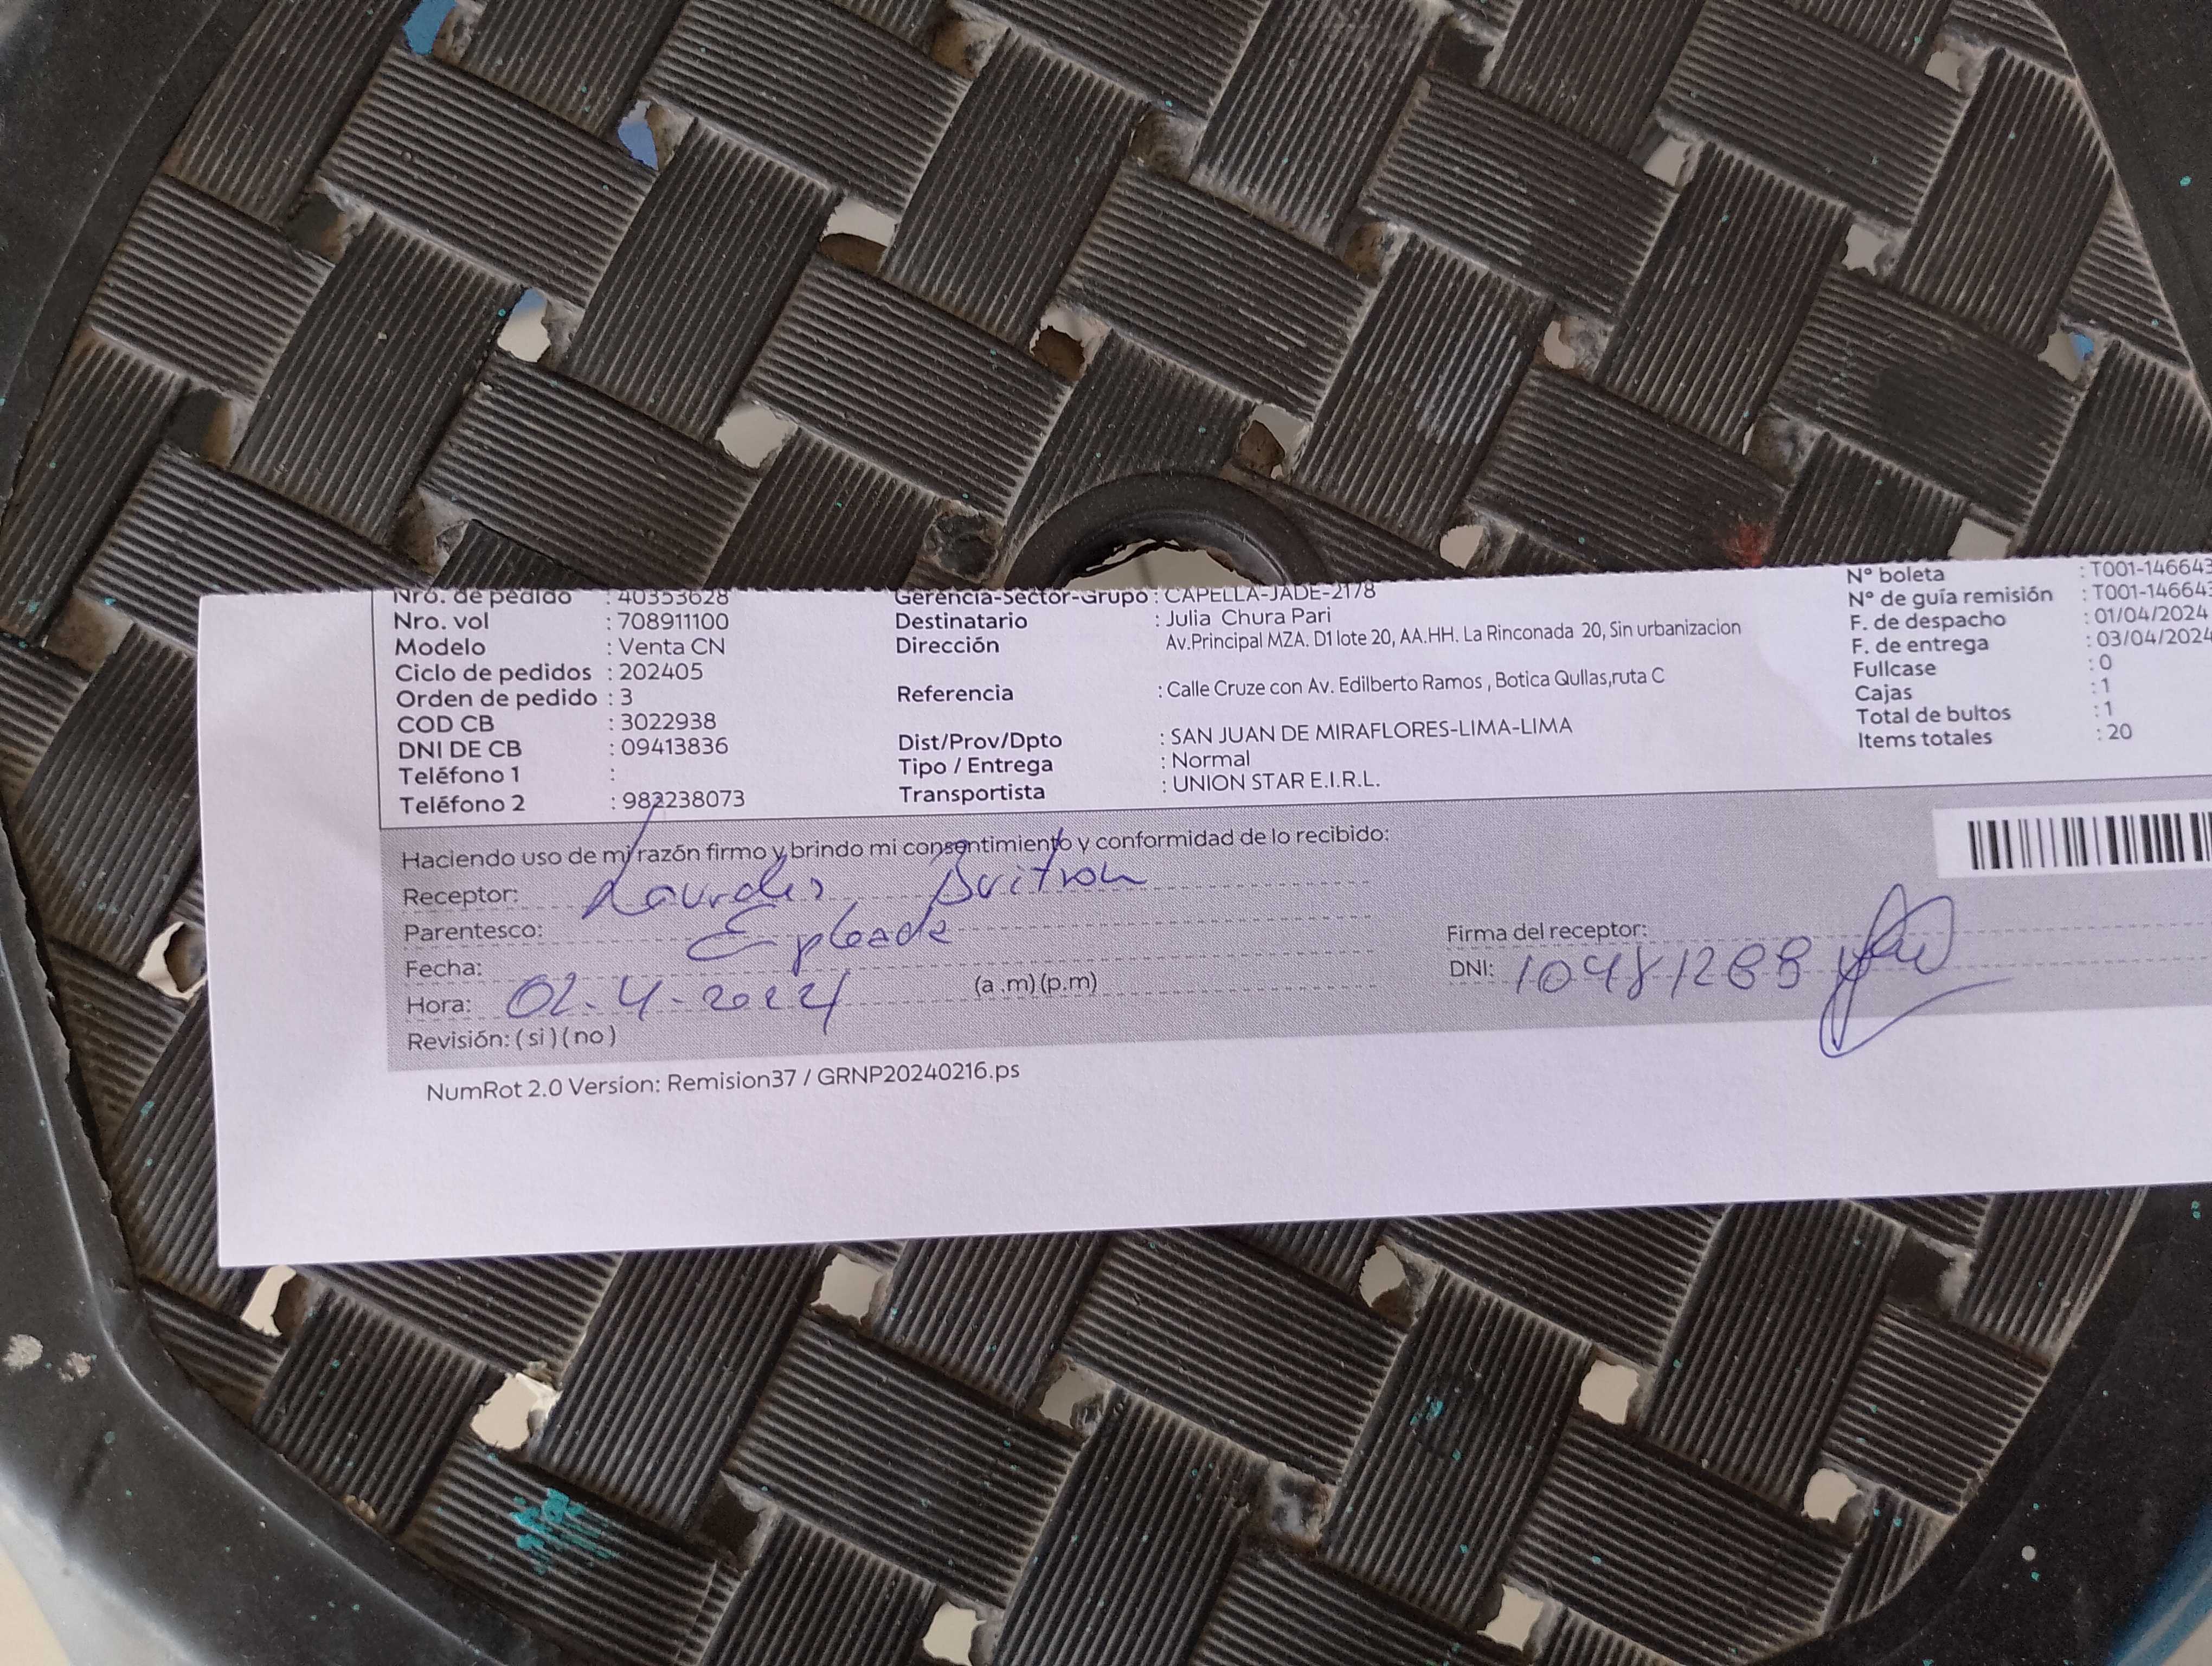 Nro. de pedido : 40353628
Nro. vol : 708911100
Modelo : Venta CN
Ciclo de pedidos : 202405
Orden de pedido : 3
COD CB : 3022938
DNI DE CB : 09413836
Teléfono 1 :
Teléfono 2 : 982238073
Gerencia-Sector-Grupo : CAPELLA-JADE-2178
Destinatario : Julia Chura Pari
Dirección Av.Principal MZA. D1 lote 20, AA.HH. La Rinconada 20, Sin urbanizacion
Referencia : Calle Cruze con Av. Edilberto Ramos , Botica Qullas,ruta C
Dist/Prov/Dpto : SAN JUAN DE MIRAFLORES-LIMA-LIMA
Tipo / Entrega : Normal
Transportista : UNION STAR E.I.R.L.
N° boleta : T001-146643
N° de guía remisión : T001-14664
F. de despacho : 01/04/2024
F. de entrega : 03/04/2024
Fullcase : 0
Cajas : 1
Total de bultos : 1
Items totales : 20
Haciendo uso de mi razón firmo y brindo mi consentimiento y conformidad de lo recibido:
Receptor: Lourdes Buitron
Parentesco:
Fecha:
Hora: 02-4-2024 (a .m) (p.m)
Revisión: ( si ) ( no )
Firma del receptor:
DNI: 10481288
NumRot 2.0 Version: Remision37 / GRNP20240216.ps